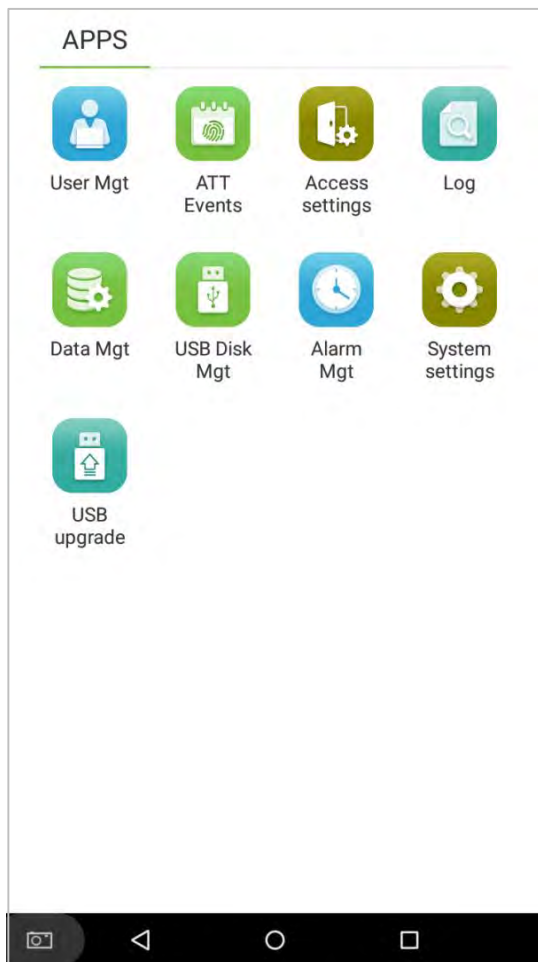 APPS
User Mgt
ATT
Events
Access
settings
Log
Data Mgt
USB Disk
Mgt
Alarm
Mgt
System
settings
USB
upgrade